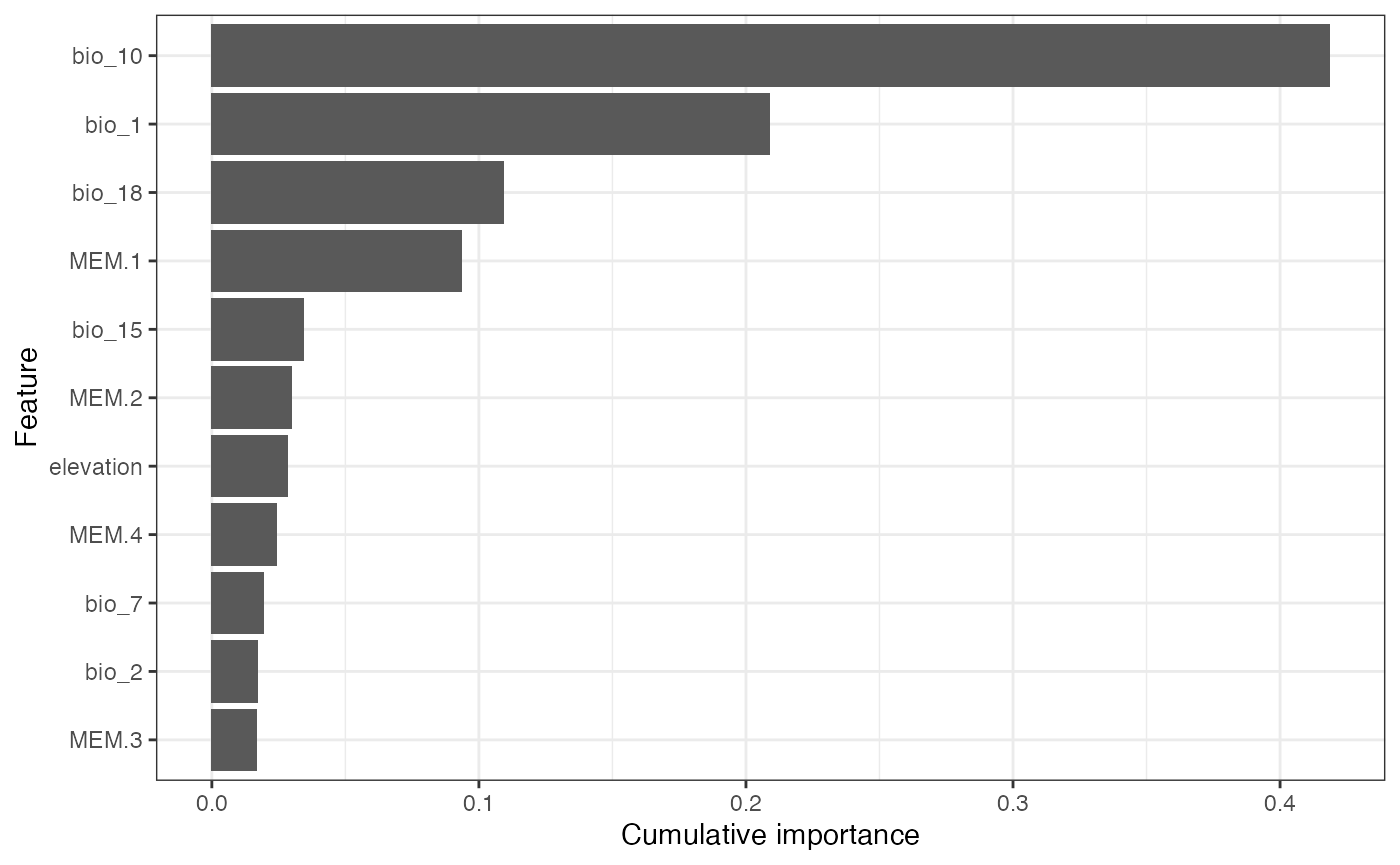 bio_10
bio_1
bio_18
MEM.1
bio_15
MEM.2
elevation
MEM.4
bio_7
bio_2
MEM.3
Feature
0.0 0.1 0.2 0.3 0.4
Cumulative importance